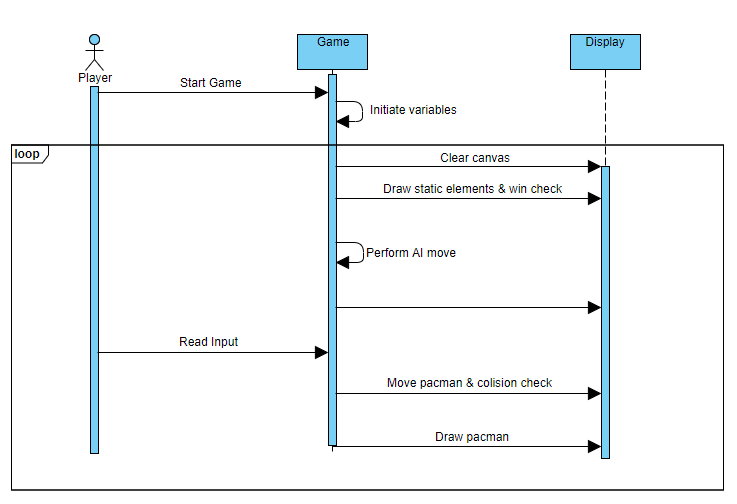 Game
Display
Player
Start Game
Initiate variables
loop
Clear canvas
Draw static elements & win check
Perform AI move
Read Input
Move pacman & colision check
Draw pacman